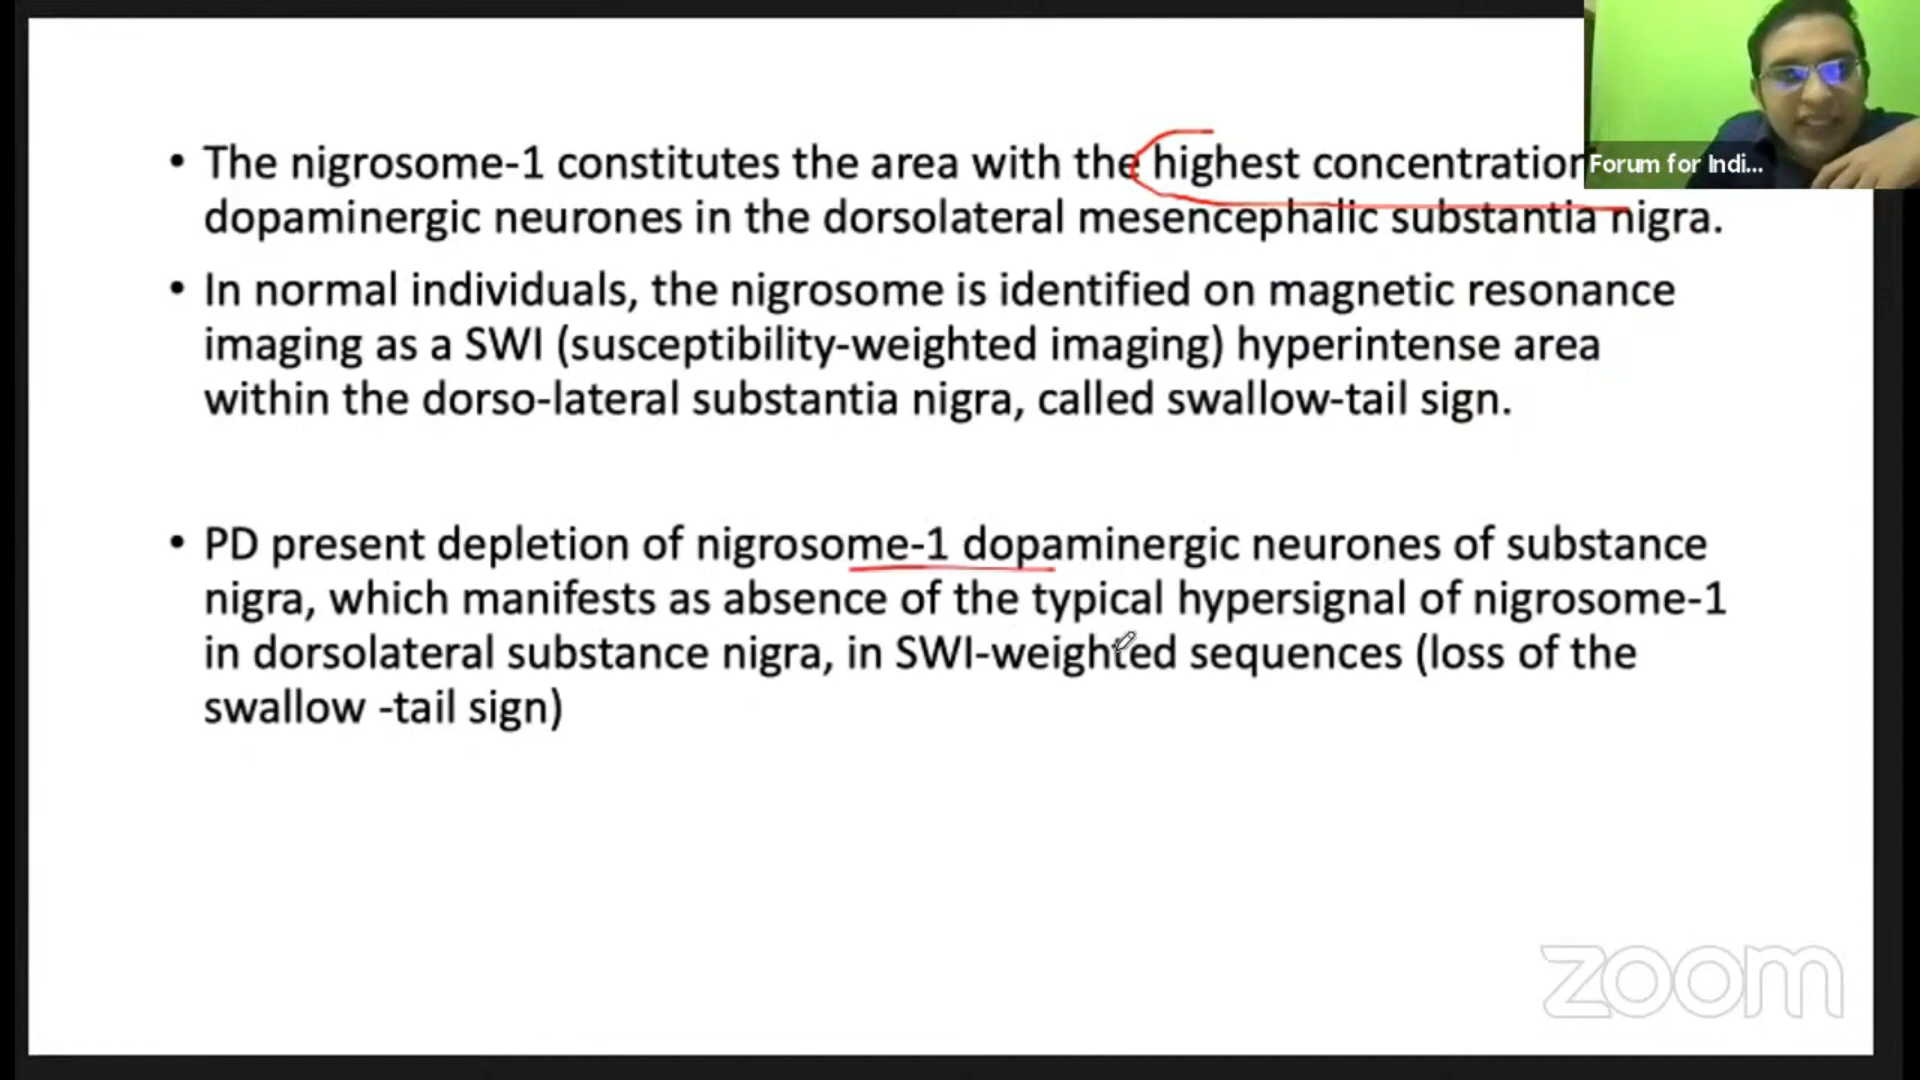 • The nigrosome-1 constitutes the area with the highest concentration
dopaminergic neurones in the dorsolateral mesencephalic substantia nigra.
• In normal individuals, the nigrosome is identified on magnetic resonance
imaging as a SWI (susceptibility-weighted imaging) hyperintense area
within the dorso-lateral substantia nigra, called swallow-tail sign.
• PD present depletion of nigrosome-1 dopaminergic neurones of substance
nigra, which manifests as absence of the typical hypersignal of nigrosome-1
in dorsolateral substance nigra, in SWI-weighted sequences (loss of the
swallow -tail sign)
Forum for Indi...
zoom